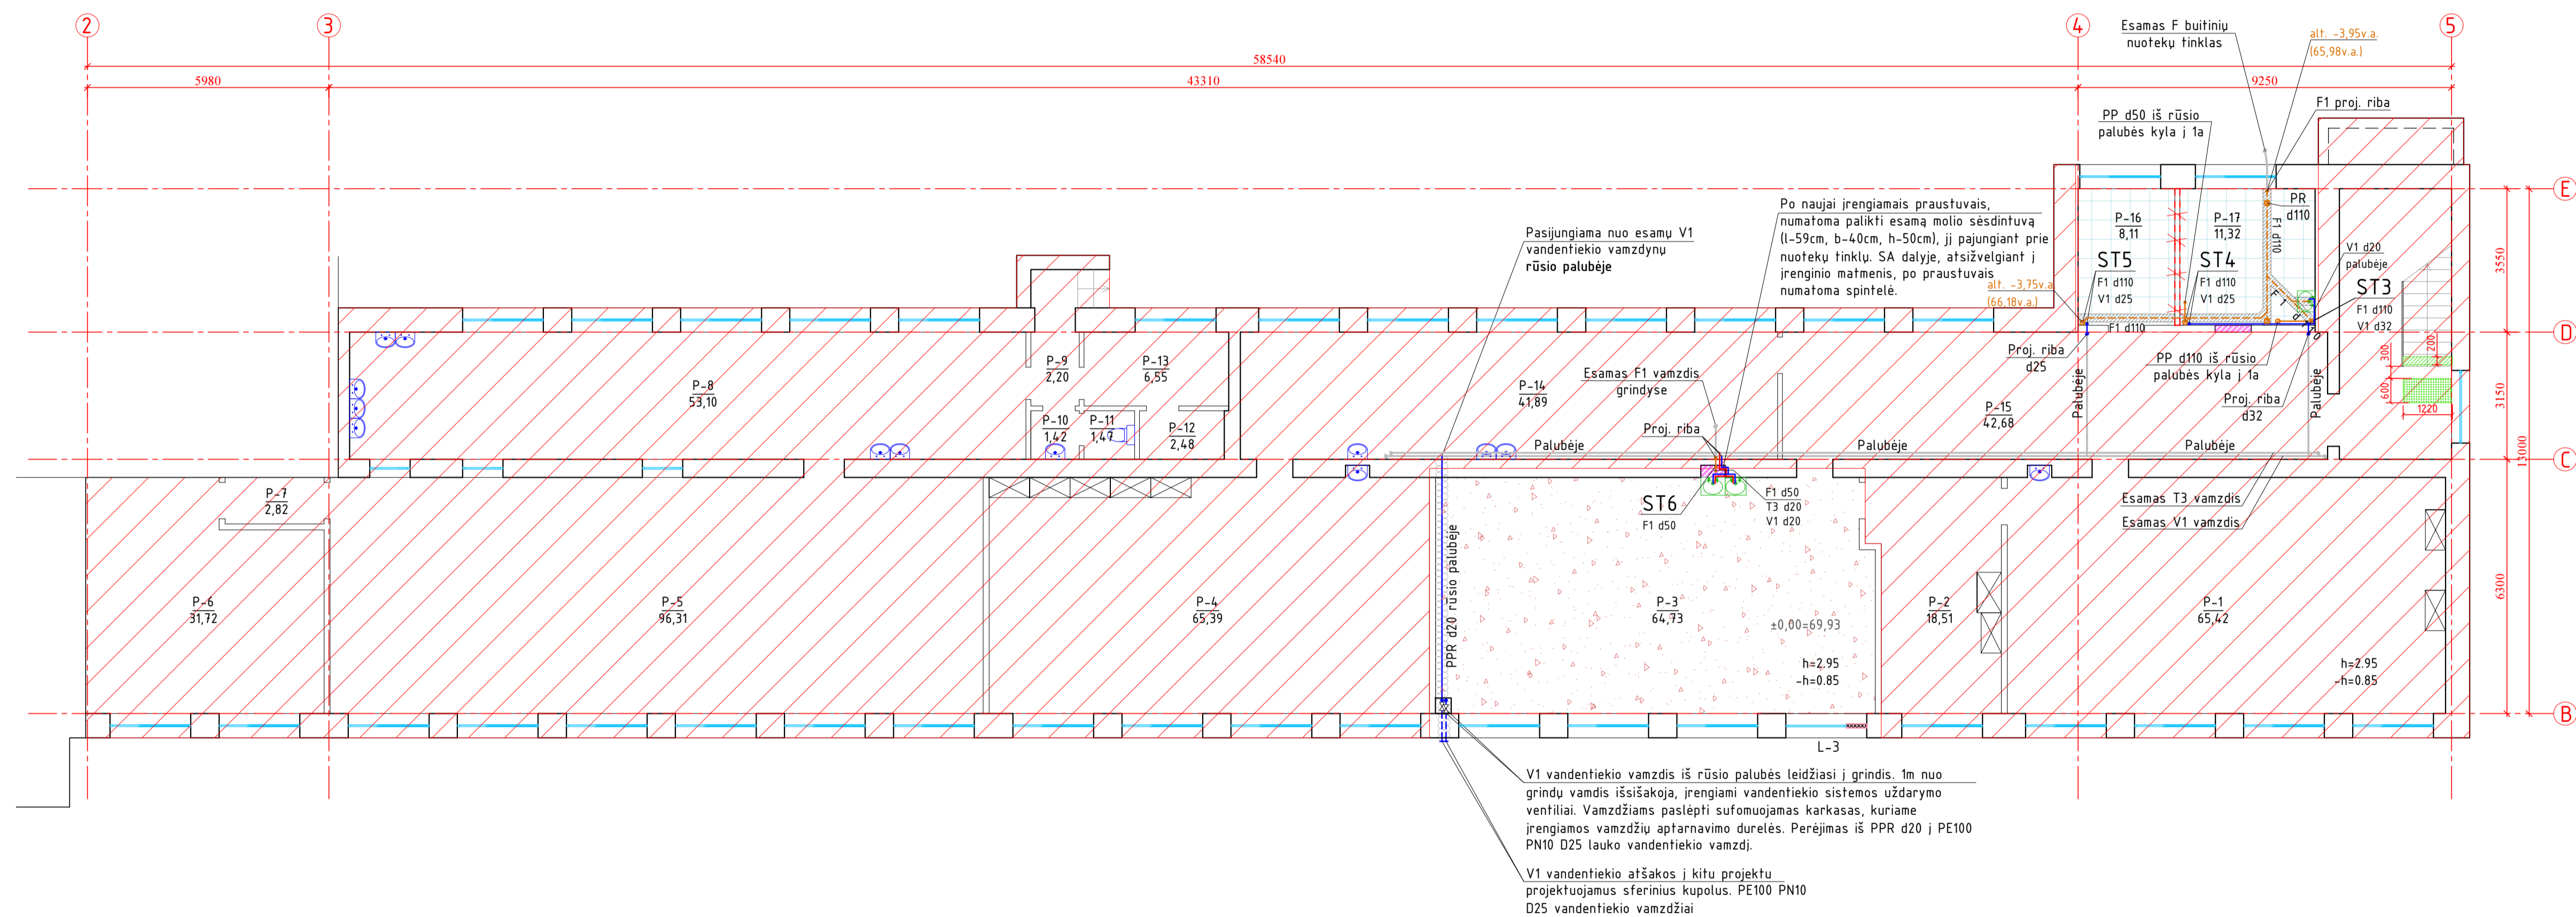 2
3
4
5
58540
5980
43310
9250
Esamas F buitinių
nuotekų tinklas
alt. -3,95v.a.
(65,98v.a.)
F1 proj. riba
PP d50 iš rūsio
palubės kyla į 1a
E
D
C
B
3550
3150
6300
13000
Po naujai įrengiamais praustuvais,
numatoma palikti esamą molio sėsdintuvą
(l-59cm, b-40cm, h-50cm), jį pajungiant prie
nuotekų tinklų. SA dalyje, atsižvelgiant į
įrenginio matmenis, po praustuvais
numatoma spintelė.
Pasijungiama nuo esamų V1
vandentiekio vamzdynų
rūsio palubėje
alt. -3,75v.a
(66,18v.a.)
P-16
8,11
P-17
11,32
PR
d110
F1 d110
ST5
F1 d110
V1 d25
ST4
F1 d110
V1 d25
V1 d20
palubėje
ST3
F1 d110
V1 d32
F1 d110
F1 d50
Proj. riba
d25
PP d110 iš rūsio
palubės kyla į 1a
Proj. riba
d32
Palubėje
Palubėje
200
300
600
1220
P-8
53,10
P-9
2,20
P-13
6,55
P-10
1,42
P-11
1,47
P-12
2,48
P-14
41,89
Esamas F1 vamzdis
grindyse
Proj. riba
P-15
42,68
Palubėje
Palubėje
Palubėje
Esamas T3 vamzdis
Esamas V1 vamzdis
P-7
2,82
P-6
31,72
P-5
96,31
P-4
65,39
PPR d20 rūsio palubėje
ST6
F1 d50
F1 d50
T3 d20
V1 d20
P-3
64,73
±0,00=69,93
h=2.95
-h=0.85
P-2
18,51
P-1
65,42
h=2.95
-h=0.85
L-3
V1 vandentiekio vamzdis iš rūsio palubės leidžiasi į grindis. 1m nuo
grindų vamdis išsišakoja, įrengiami vandentiekio sistemos uždarymo
ventiliai. Vamzdžiams paslėpti sufomuojamas karkasas, kuriame
įrengiamos vamzdžių aptarnavimo durelės. Perėjimas iš PPR d20 į PE100
PN10 D25 lauko vandentiekio vamzdį.
V1 vandentiekio atšakos į kitu projektu
projektuojamus sferinius kupolus. PE100 PN10
D25 vandentiekio vamzdžiai